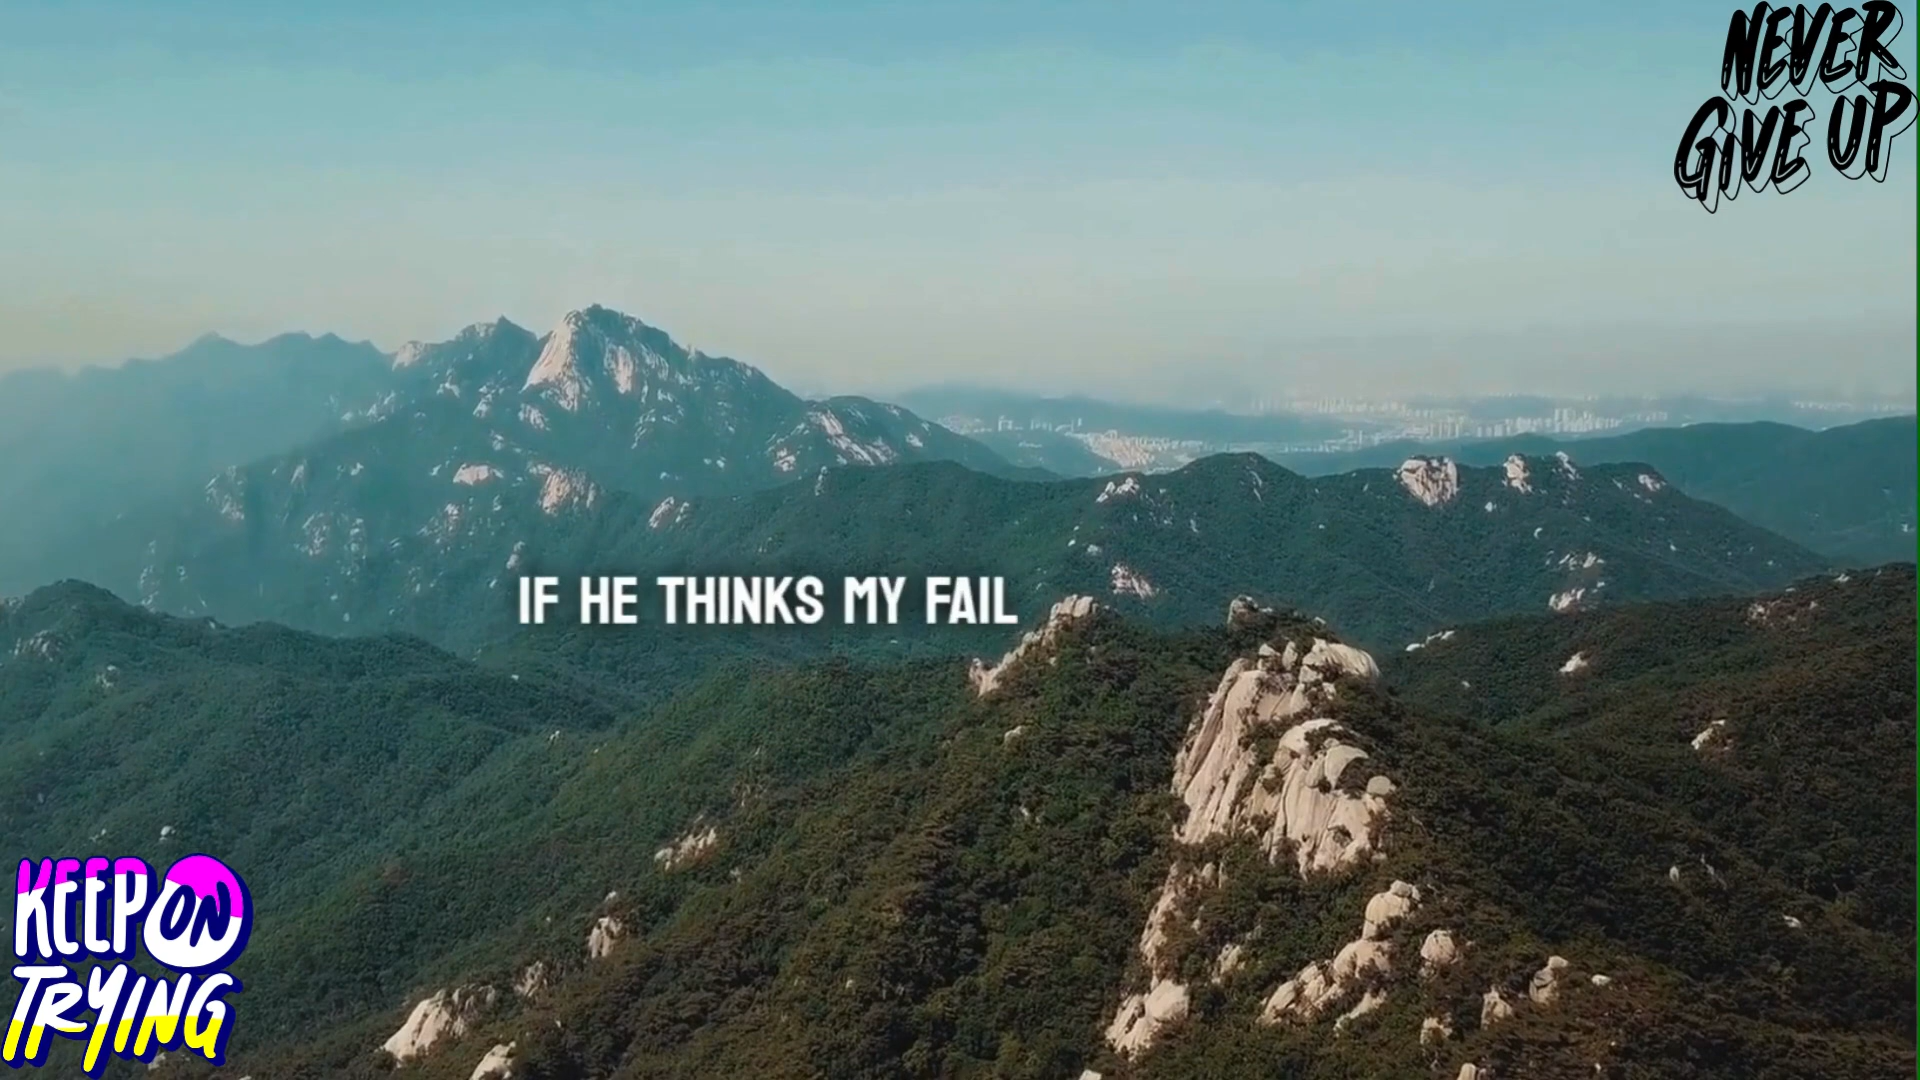 NEVER
GIVE UP
IF HE THINKS MY FAIL
KEEP ON
TRYING